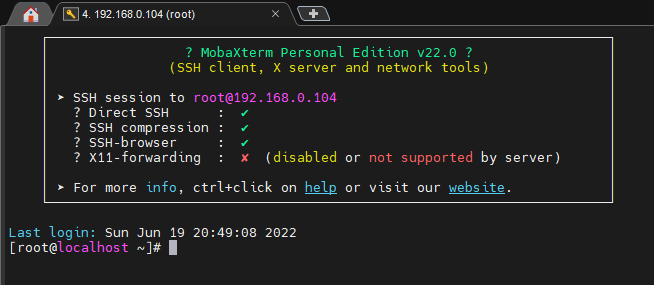 4. 192.168.0.104 (root)
? MobaXterm Personal Edition v22.0 ?
(SSH client, X server and network tools)
➤ SSH session to root@192.168.0.104
? Direct SSH : ✔
? SSH compression : ✔
? SSH-browser : ✔
? X11-forwarding : ✘ (disabled or not supported by server)
➤ For more info, ctrl+click on help or visit our website.
Last login: Sun Jun 19 20:49:08 2022
[root@localhost ~]#